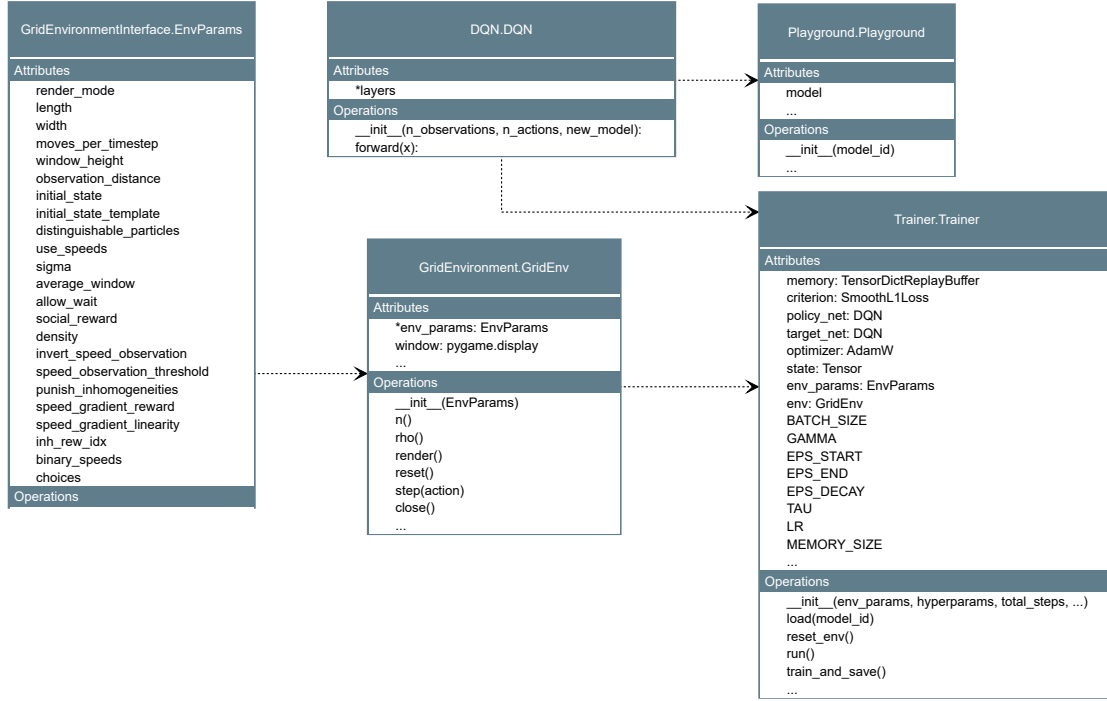 GridEnvironmentInterface.EnvParams
Attributes
render_mode
length
width
moves_per_timestep
window_height
observation_distance
initial_state
initial_state_template
distinguishable_particles
use_speeds
sigma
average_window
allow_wait
social_reward
density
invert_speed_observation
speed_observation_threshold
punish_inhomogeneities
speed_gradient_reward
speed_gradient_linearity
inh_rew_idx
binary_speeds
choices
Operations
DQN.DQN
Attributes
*layers
Operations
__init__(n_observations, n_actions, new_model):
forward(x):
GridEnvironment.GridEnv
Attributes
*env_params: EnvParams
window: pygame.display
...
Operations
__init__(EnvParams)
n()
rho()
render()
reset()
step(action)
close()
...
Playground.Playground
Attributes
model
...
Operations
__init__(model_id)
...
Trainer.Trainer
Attributes
memory: TensorDictReplayBuffer
criterion: SmoothL1Loss
policy_net: DQN
target_net: DQN
optimizer: AdamW
state: Tensor
env_params: EnvParams
env: GridEnv
BATCH_SIZE
GAMMA
EPS_START
EPS_END
EPS_DECAY
TAU
LR
MEMORY_SIZE
...
Operations
__init__(env_params, hyperparams, total_steps, ...)
load(model_id)
reset_env()
run()
train_and_save()
...